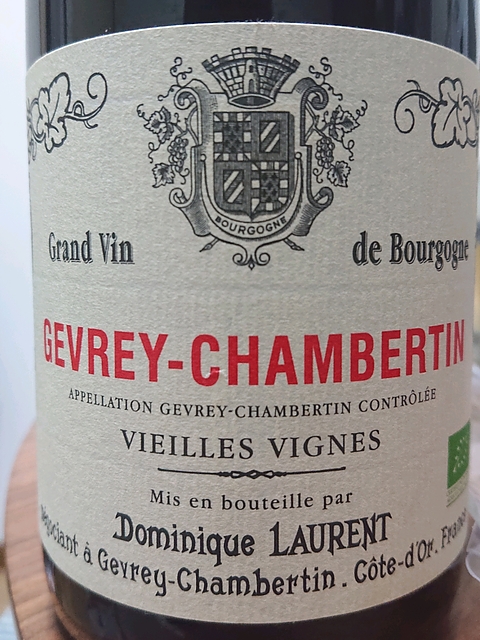 BOURGOGNE
Grand Vin de Bourgogne
GEVREY-CHAMBERTIN
APPELLATION GEVREY-CHAMBERTIN CONTRÔLÉE
VIEILLES VIGNES
Mis en bouteille par
Dominique LAURENT
Négociant à Gevrey-Chambertin . Côte-d'Or. France